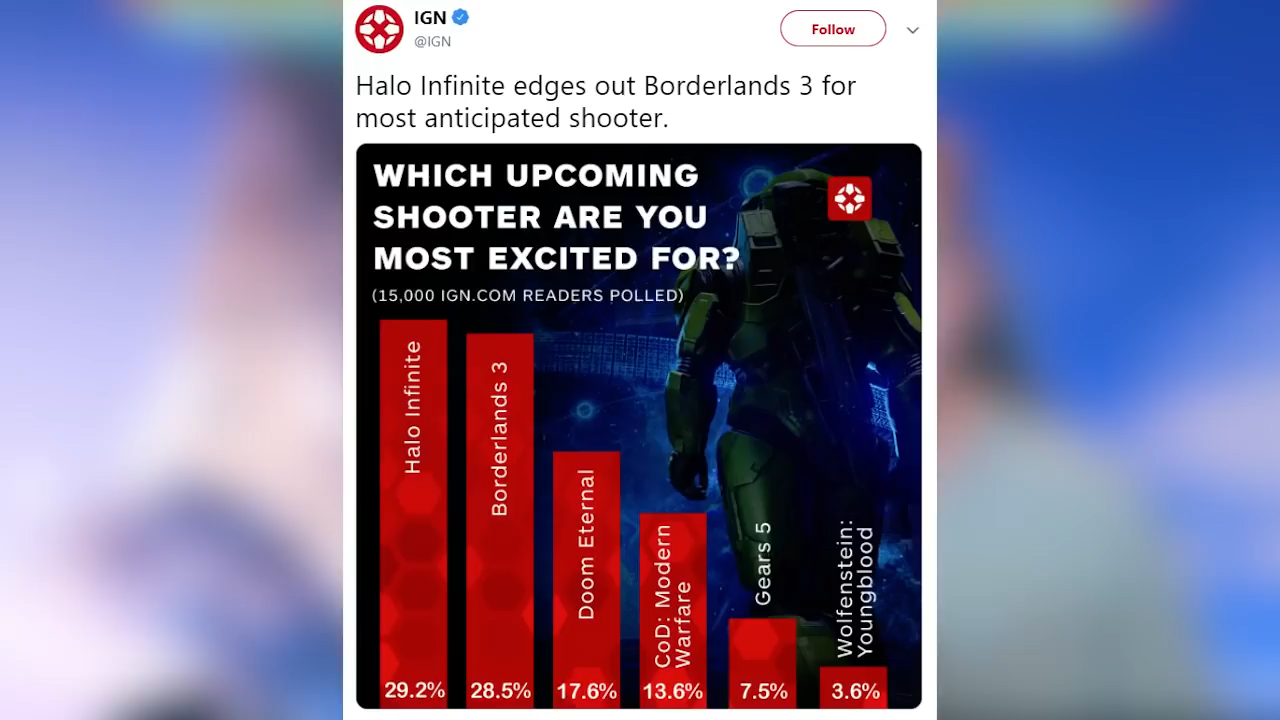 IGN
@IGN
Follow
Halo Infinite edges out Borderlands 3 for
most anticipated shooter.
WHICH UPCOMING
SHOOTER ARE YOU
MOST EXCITED FOR?
(15,000 IGN.COM READERS POLLED)
Halo Infinite
Borderlands 3
Doom Eternal
CoD: Modern
Warfare
Gears 5
Wolfenstein:
Youngblood
29.2%
28.5%
17.6%
13.6%
7.5%
3.6%